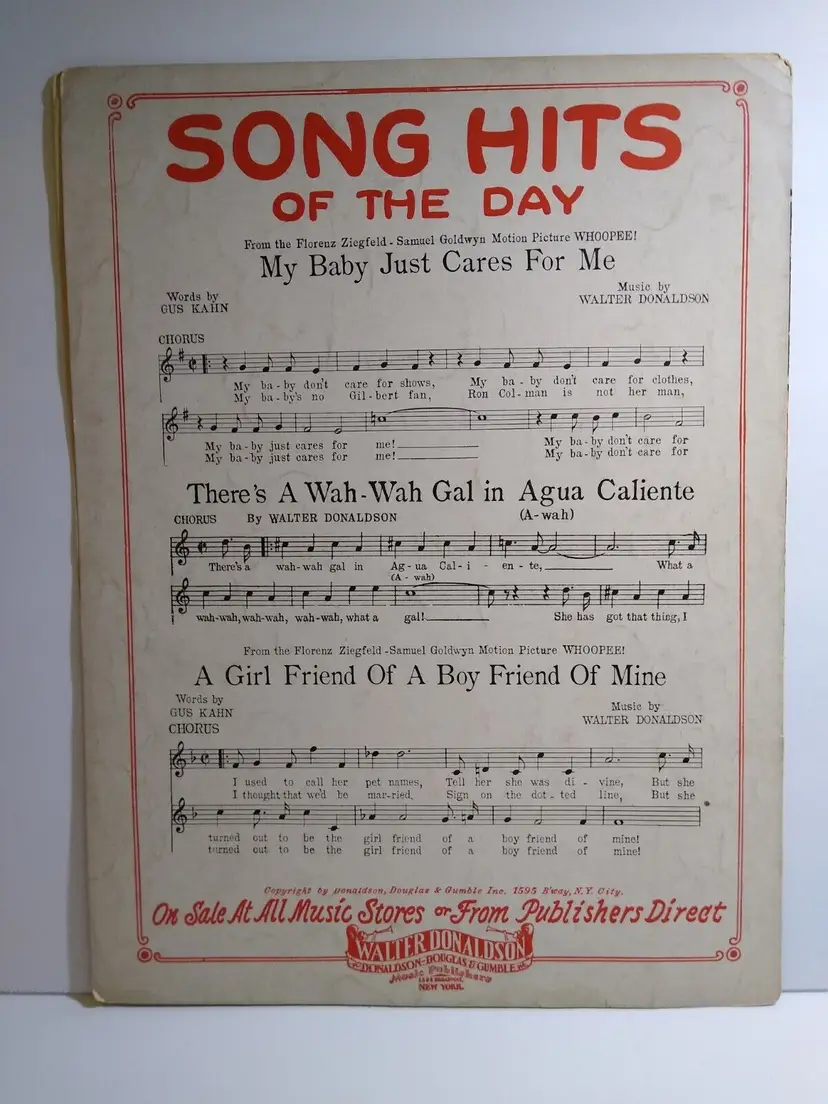 SONG HITS
OF THE DAY
From the Florenz Ziegfeld - Samuel Goldwyn Motion Picture WHOOPEE!
My Baby Just Cares For Me
Words by
GUS KAHN
Music by
WALTER DONALDSON
CHORUS
My ba - by don't care for shows, My ba - by don't care for clothes,
My ba - by's no Gil - bert fan, Ron Col - man is not her man,
My ba - by just cares for me! My ba - by don't care for
My ba - by just cares for me! My ba - by don't care for
There's A Wah-Wah Gal in Agua Caliente
CHORUS By WALTER DONALDSON (A-wah)
There's a wah-wah gal in Ag - ua Cal - i - en - te, What a
(A - wah)
wah-wah, wah-wah, wah-wah, what a gal! She has got that thing, I
From the Florenz Ziegfeld - Samuel Goldwyn Motion Picture WHOOPEE!
A Girl Friend Of A Boy Friend Of Mine
Words by
GUS KAHN
Music by
WALTER DONALDSON
CHORUS
I used to call her pet names, Tell her she was di - vine, But she
I thought that we'd be mar - ried, Sign on the dot - ted line, But she
turned out to be the girl friend of a boy friend of mine!
turned out to be the girl friend of a boy friend of mine!
Copyright by Donaldson, Douglas & Gumble Inc. 1595 B'way, N.Y. City.
On Sale At All Music Stores or From Publishers Direct
WALTER DONALDSON
DONALDSON-DOUGLAS & GUMBLE INC
Music Publishers
NEW YORK